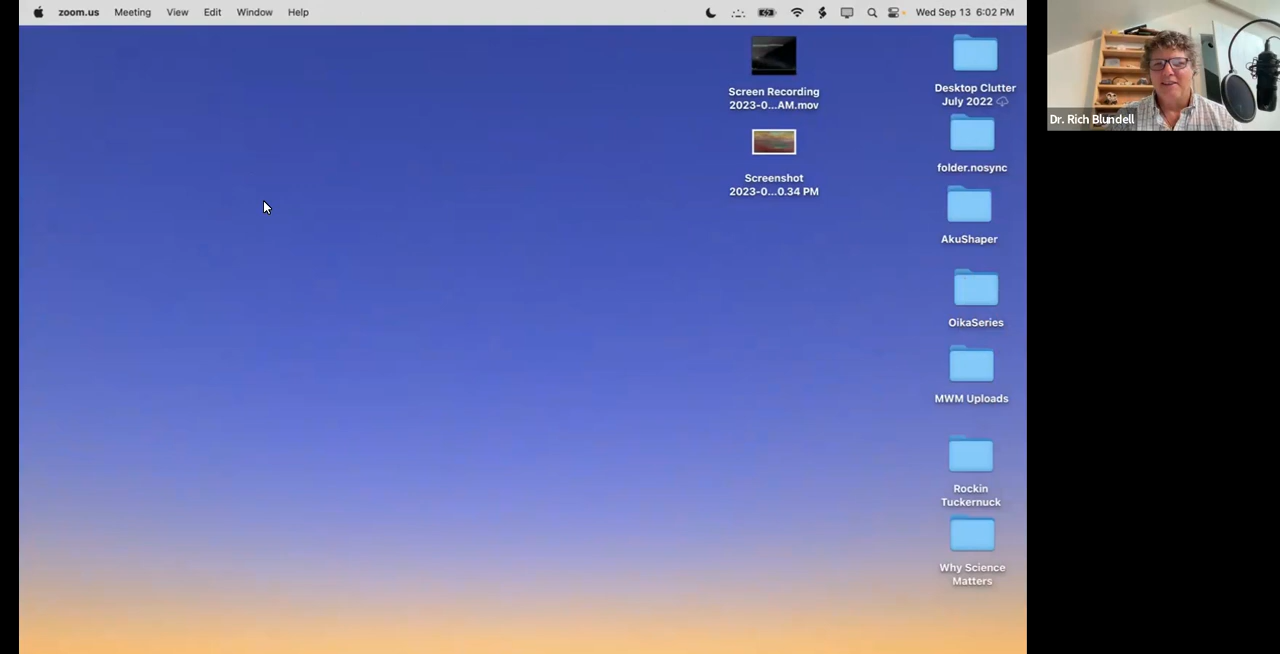 zoom.us Meeting View Edit Window Help Wed Sep 13 6:02 PM
Screen Recording
2023-0...AM.mov
Screenshot
2023-0...0.34 PM
Desktop Clutter
July 2022
folder.nosync
AkuShaper
OikaSeries
MWM Uploads
Rockin
Tuckernuck
Why Science
Matters
Dr. Rich Blundell